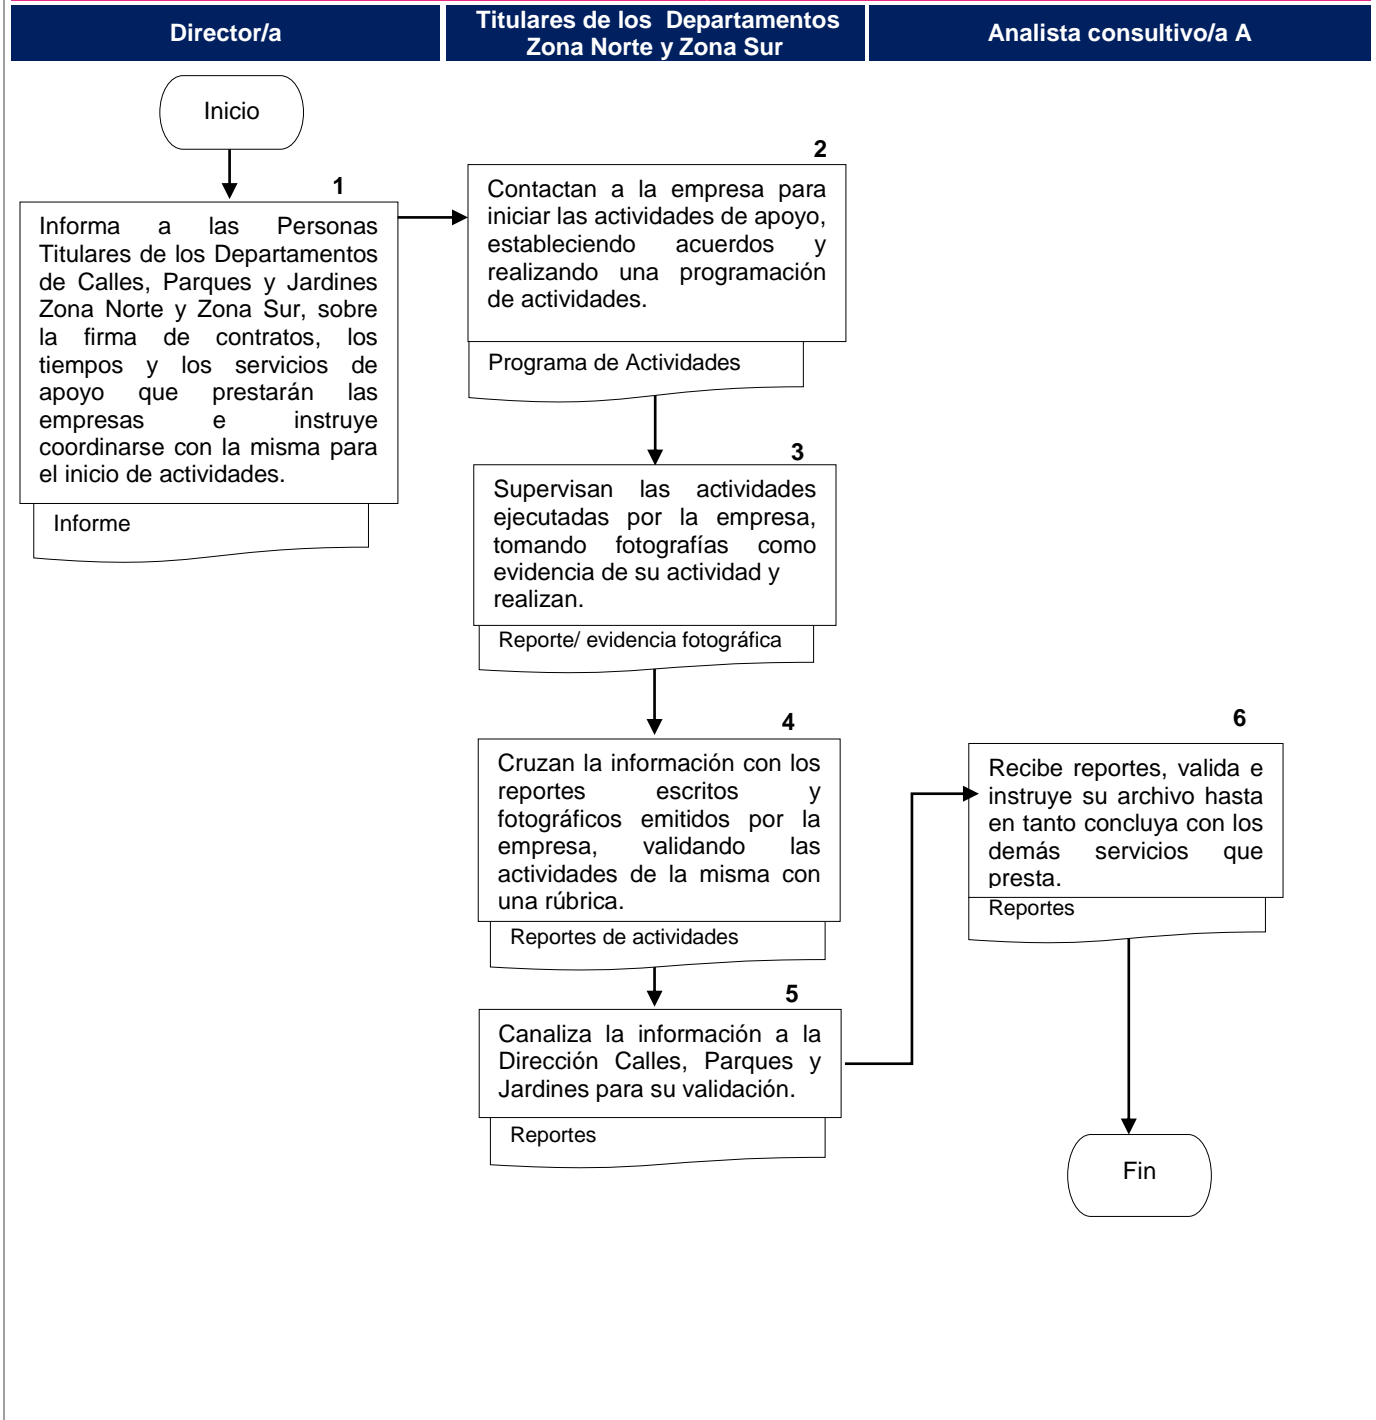 Director/a
Titulares de los Departamentos
Zona Norte y Zona Sur
Analista consultivo/a A
Inicio
1
Informa a las Personas
Titulares de los Departamentos
de Calles, Parques y Jardines
Zona Norte y Zona Sur, sobre
la firma de contratos, los
tiempos y los servicios de
apoyo que prestarán las
empresas e instruye
coordinarse con la misma para
el inicio de actividades.
Informe
2
Contactan a la empresa para
iniciar las actividades de apoyo,
estableciendo acuerdos y
realizando una programación
de actividades.
Programa de Actividades
3
Supervisan las actividades
ejecutadas por la empresa,
tomando fotografías como
evidencia de su actividad y
realizan.
Reporte/ evidencia fotográfica
4
Cruzan la información con los
reportes escritos y
fotográficos emitidos por la
empresa, validando las
actividades de la misma con
una rúbrica.
Reportes de actividades
5
Canaliza la información a la
Dirección Calles, Parques y
Jardines para su validación.
Reportes
6
Recibe reportes, valida e
instruye su archivo hasta
en tanto concluya con los
demás servicios que
presta.
Reportes
Fin